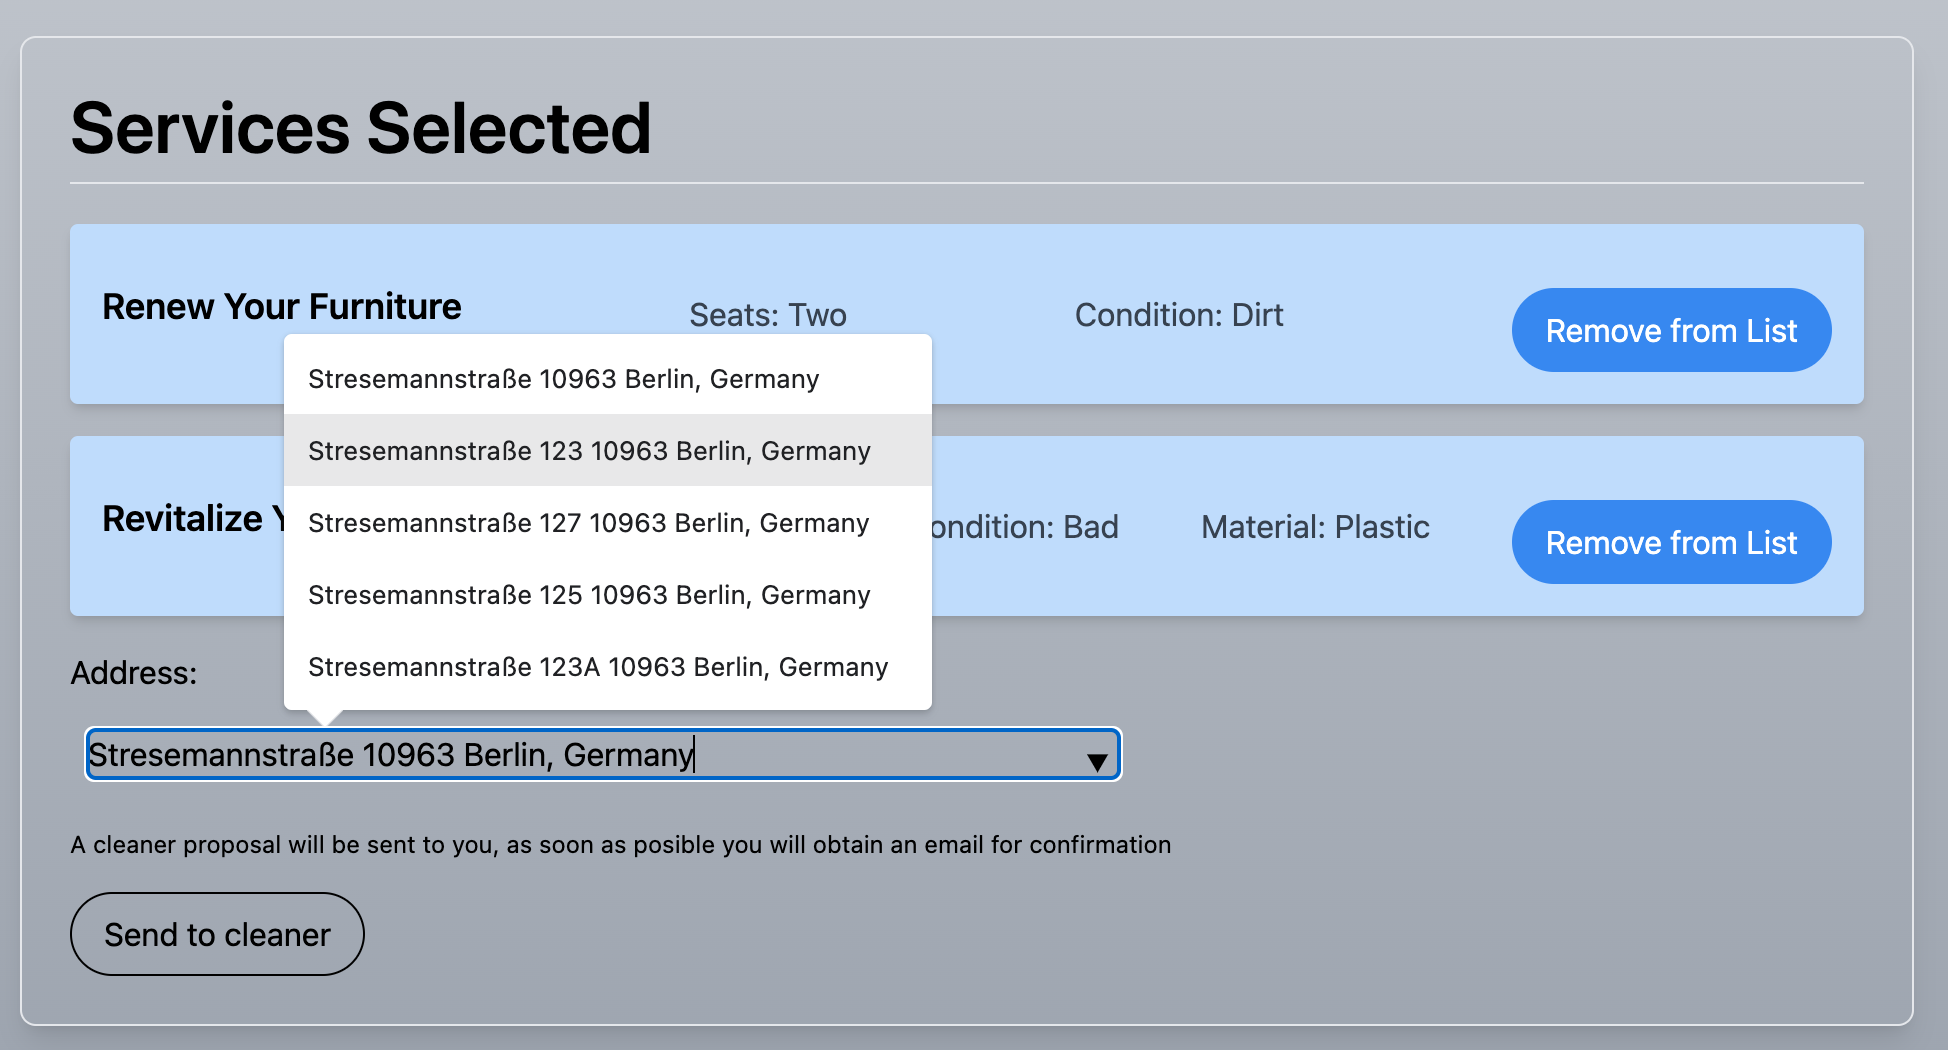 Services Selected
Renew Your Furniture
Seats: Two
Condition: Dirt
Remove from List
Revitalize
ondition: Bad
Material: Plastic
Remove from List
Stresemannstraße 10963 Berlin, Germany
Stresemannstraße 123 10963 Berlin, Germany
Stresemannstraße 127 10963 Berlin, Germany
Stresemannstraße 125 10963 Berlin, Germany
Stresemannstraße 123A 10963 Berlin, Germany
Address:
Stresemannstraße 10963 Berlin, Germany
A cleaner proposal will be sent to you, as soon as posible you will obtain an email for confirmation
Send to cleaner